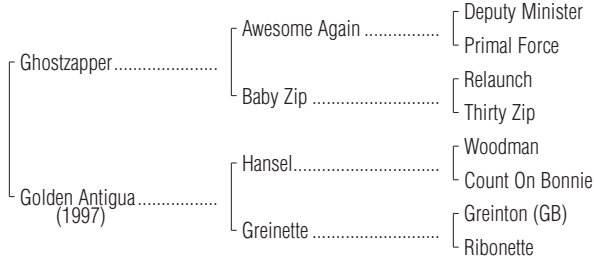 Deputy Minister
Awesome Again ................
Primal Force
Ghostzapper......................
Relaunch
Baby Zip ...........................
Thirty Zip
Woodman
Hansel...............................
Count On Bonnie
Golden Antigua.................
(1997)
Greinton (GB)
Greinette ...........................
Ribonette